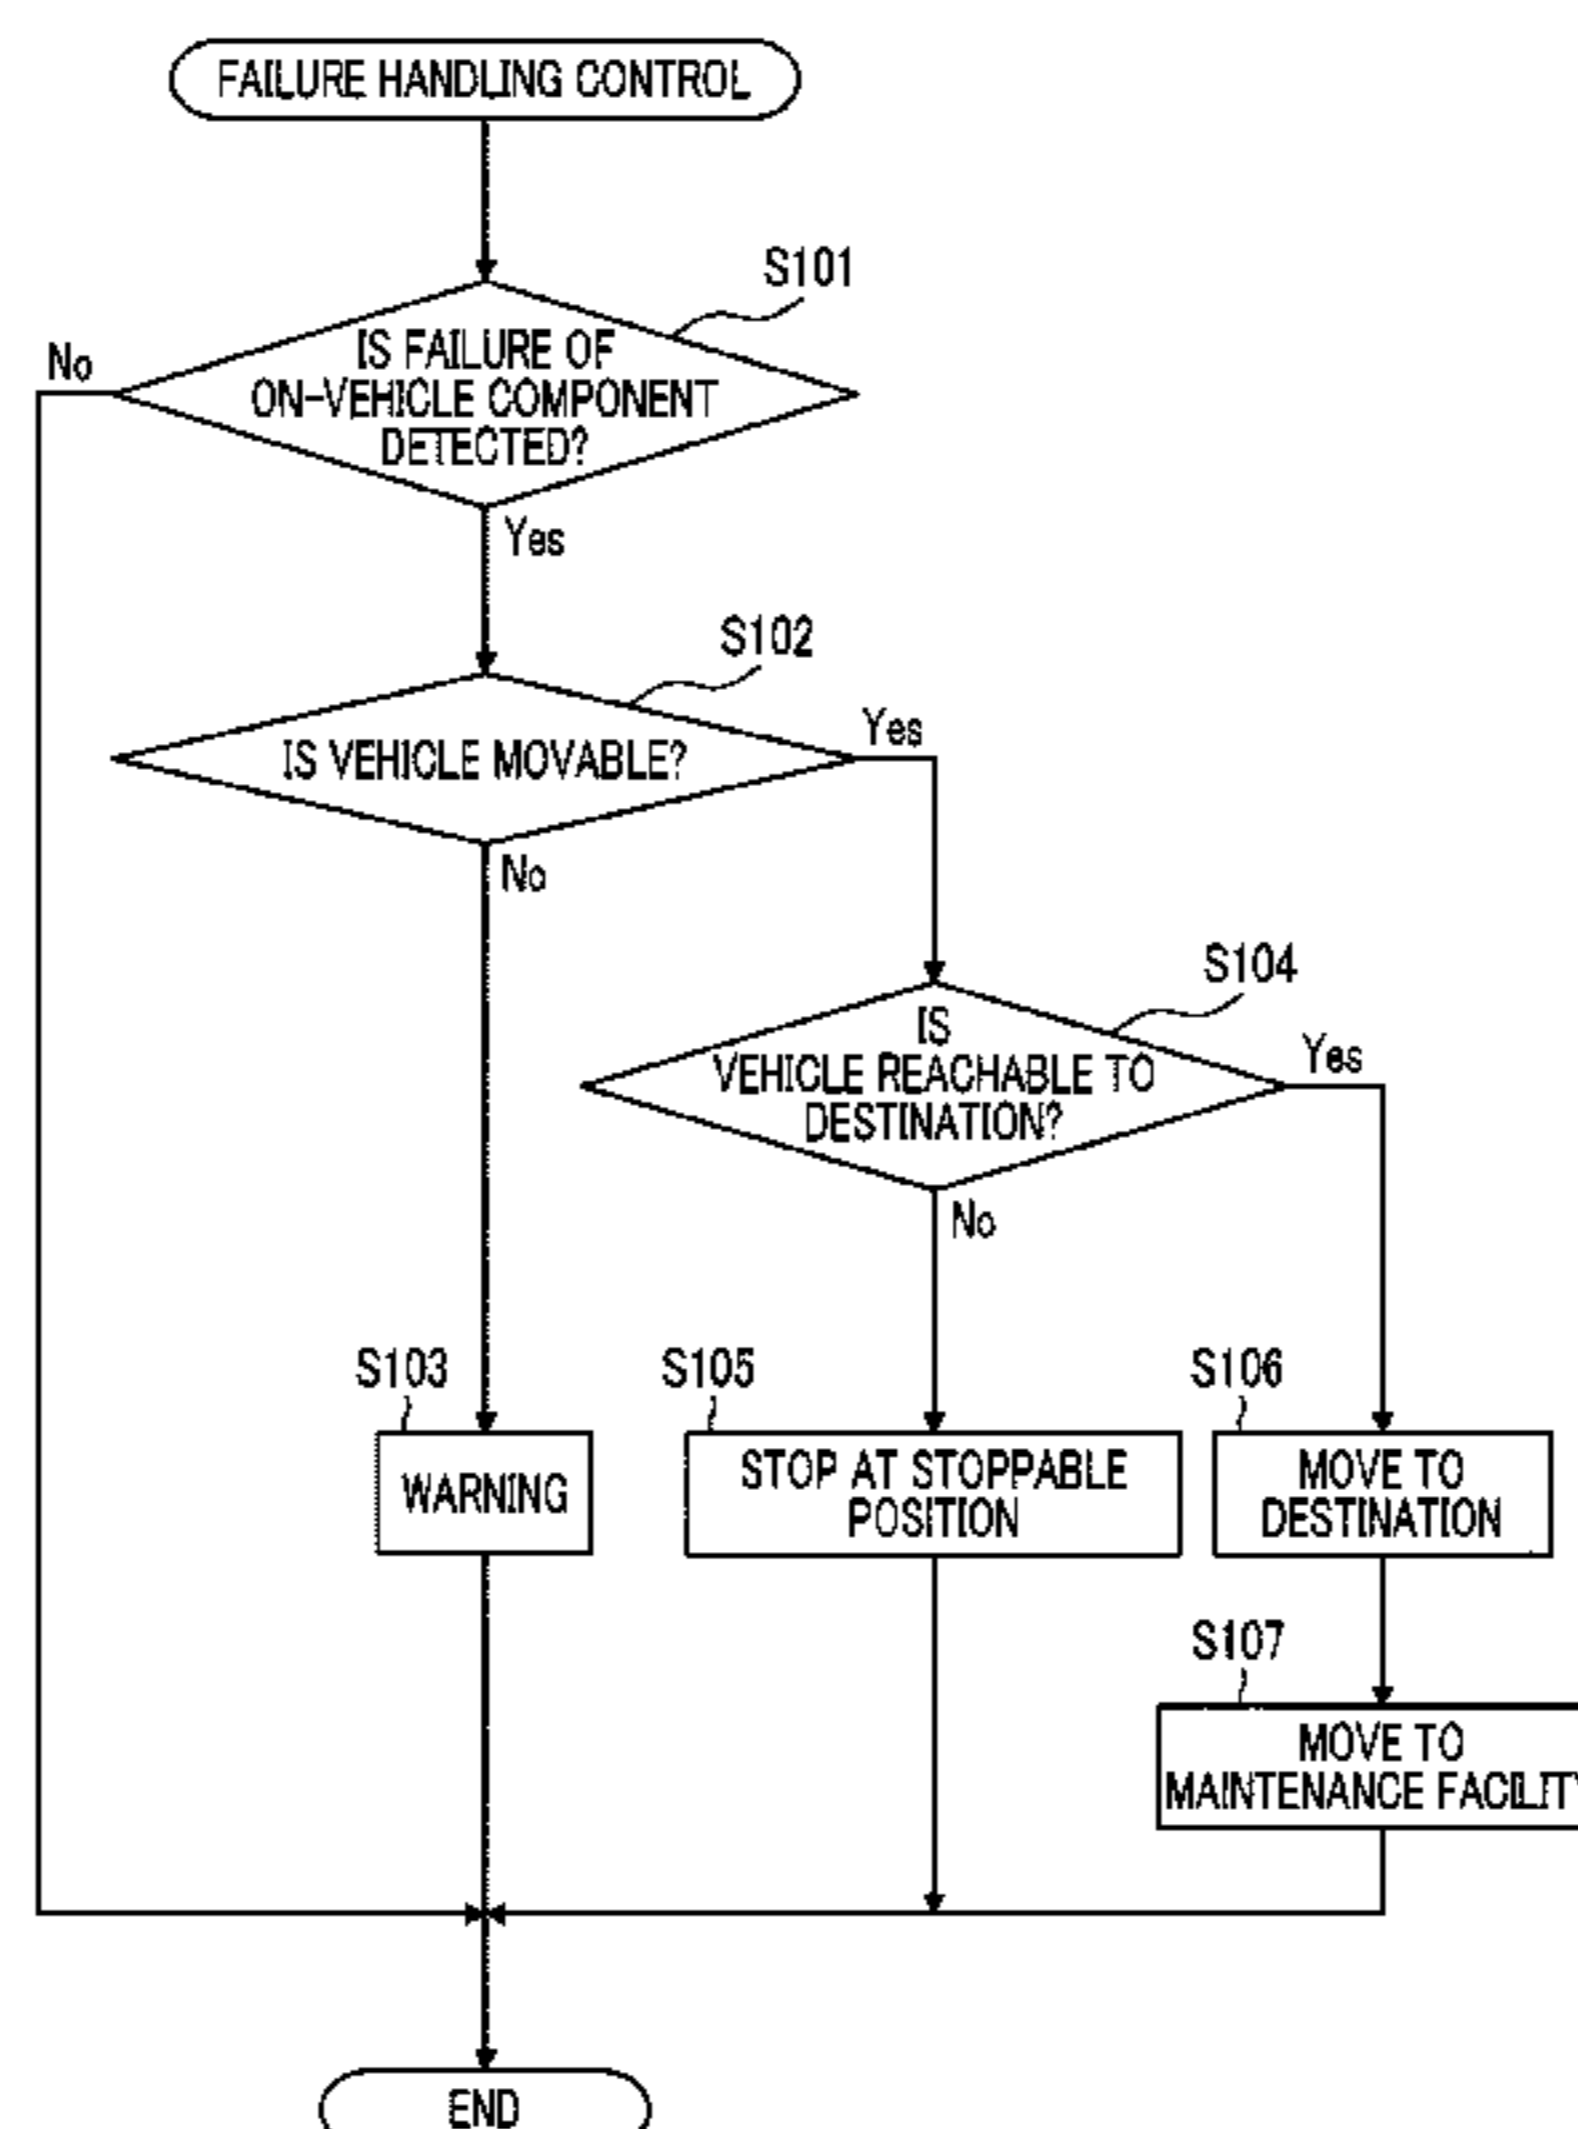 FAILURE HANDLING CONTROL
S101
IS FAILURE OF
ON-VEHICLE COMPONENT
DETECTED?
No
Yes
S102
IS VEHICLE MOVABLE?
Yes
No
S104
IS
VEHICLE REACHABLE TO
DESTINATION?
Yes
No
S103
WARNING
S105
STOP AT STOPPABLE
POSITION
S106
MOVE TO
DESTINATION
S107
MOVE TO
MAINTENANCE FACILITY
END